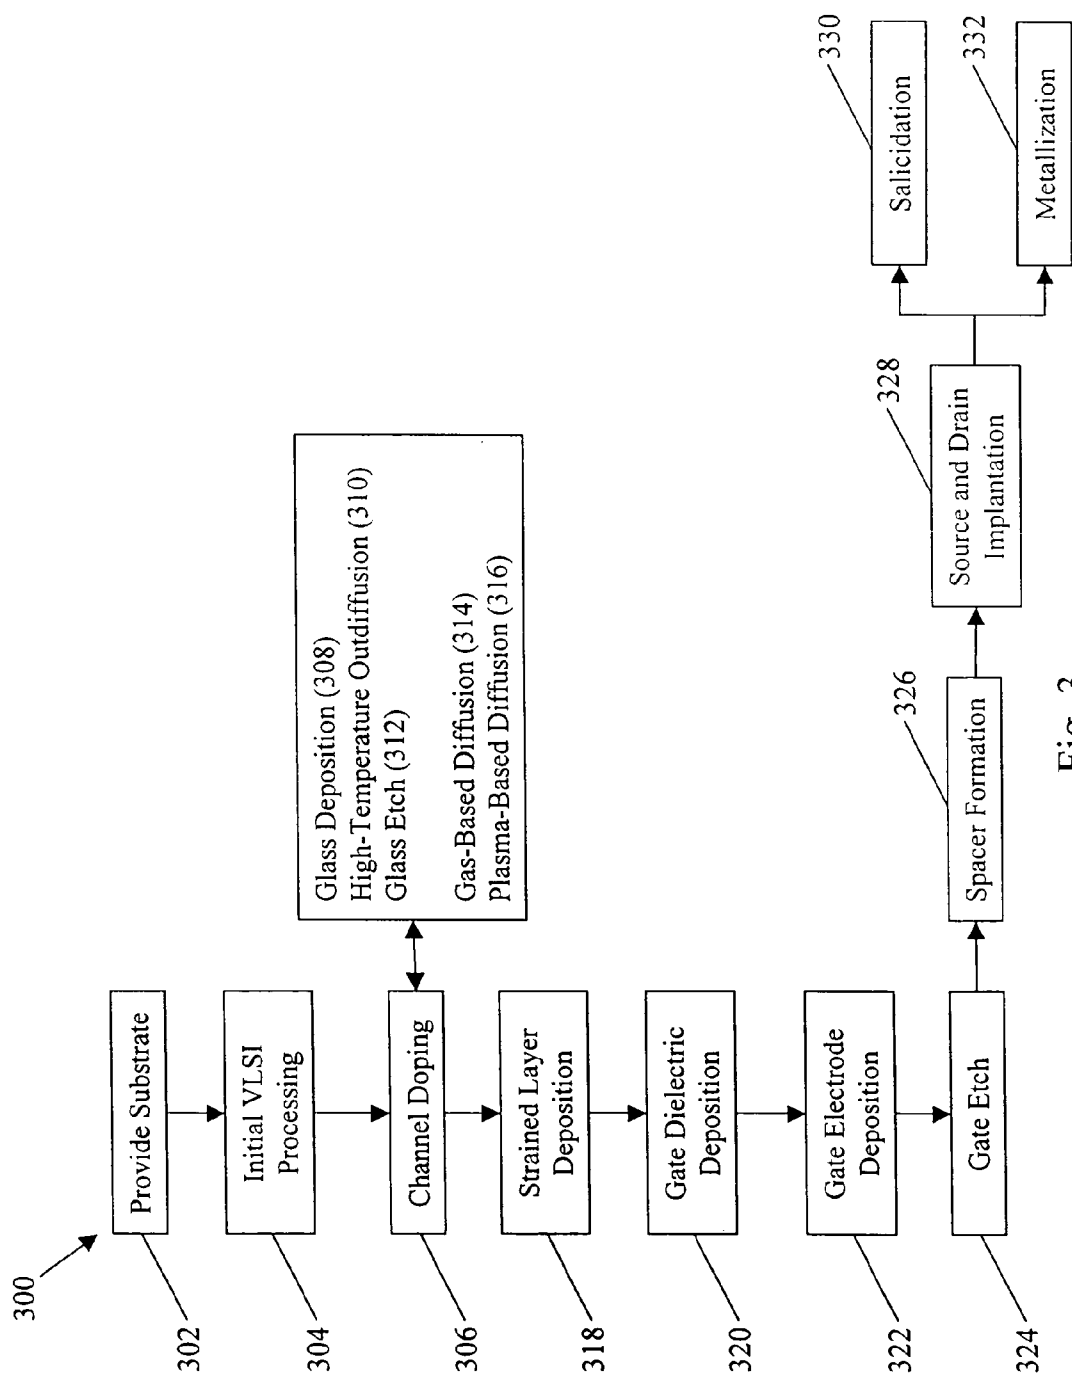 300
302
Provide Substrate
304
Initial VLSI
Processing
306
Channel Doping
Glass Deposition (308)
High-Temperature Outdiffusion (310)
Glass Etch (312)
Gas-Based Diffusion (314)
Plasma-Based Diffusion (316)
318
Strained Layer
Deposition
320
Gate Dielectric
Deposition
322
Gate Electrode
Deposition
324
Gate Etch
326
Spacer Formation
328
Source and Drain
Implantation
330
Salicidation
332
Metallization
Fig.